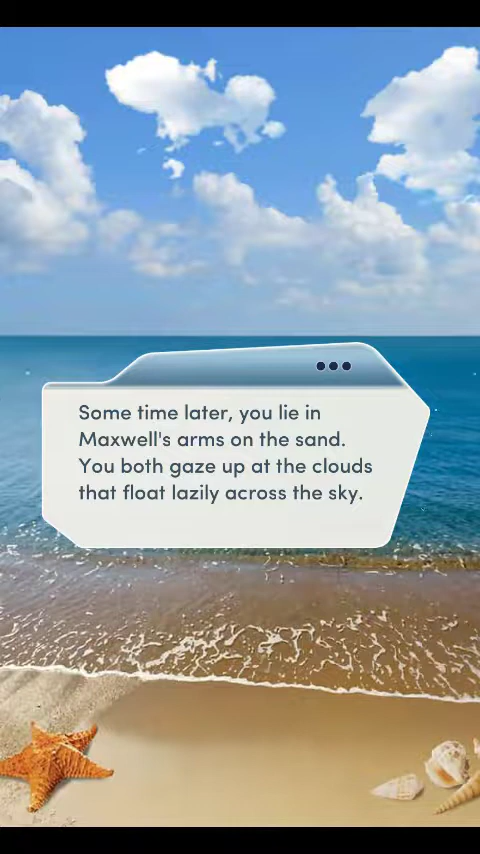 Some time later, you lie in
Maxwell's arms on the sand.
You both gaze up at the clouds
that float lazily across the sky.